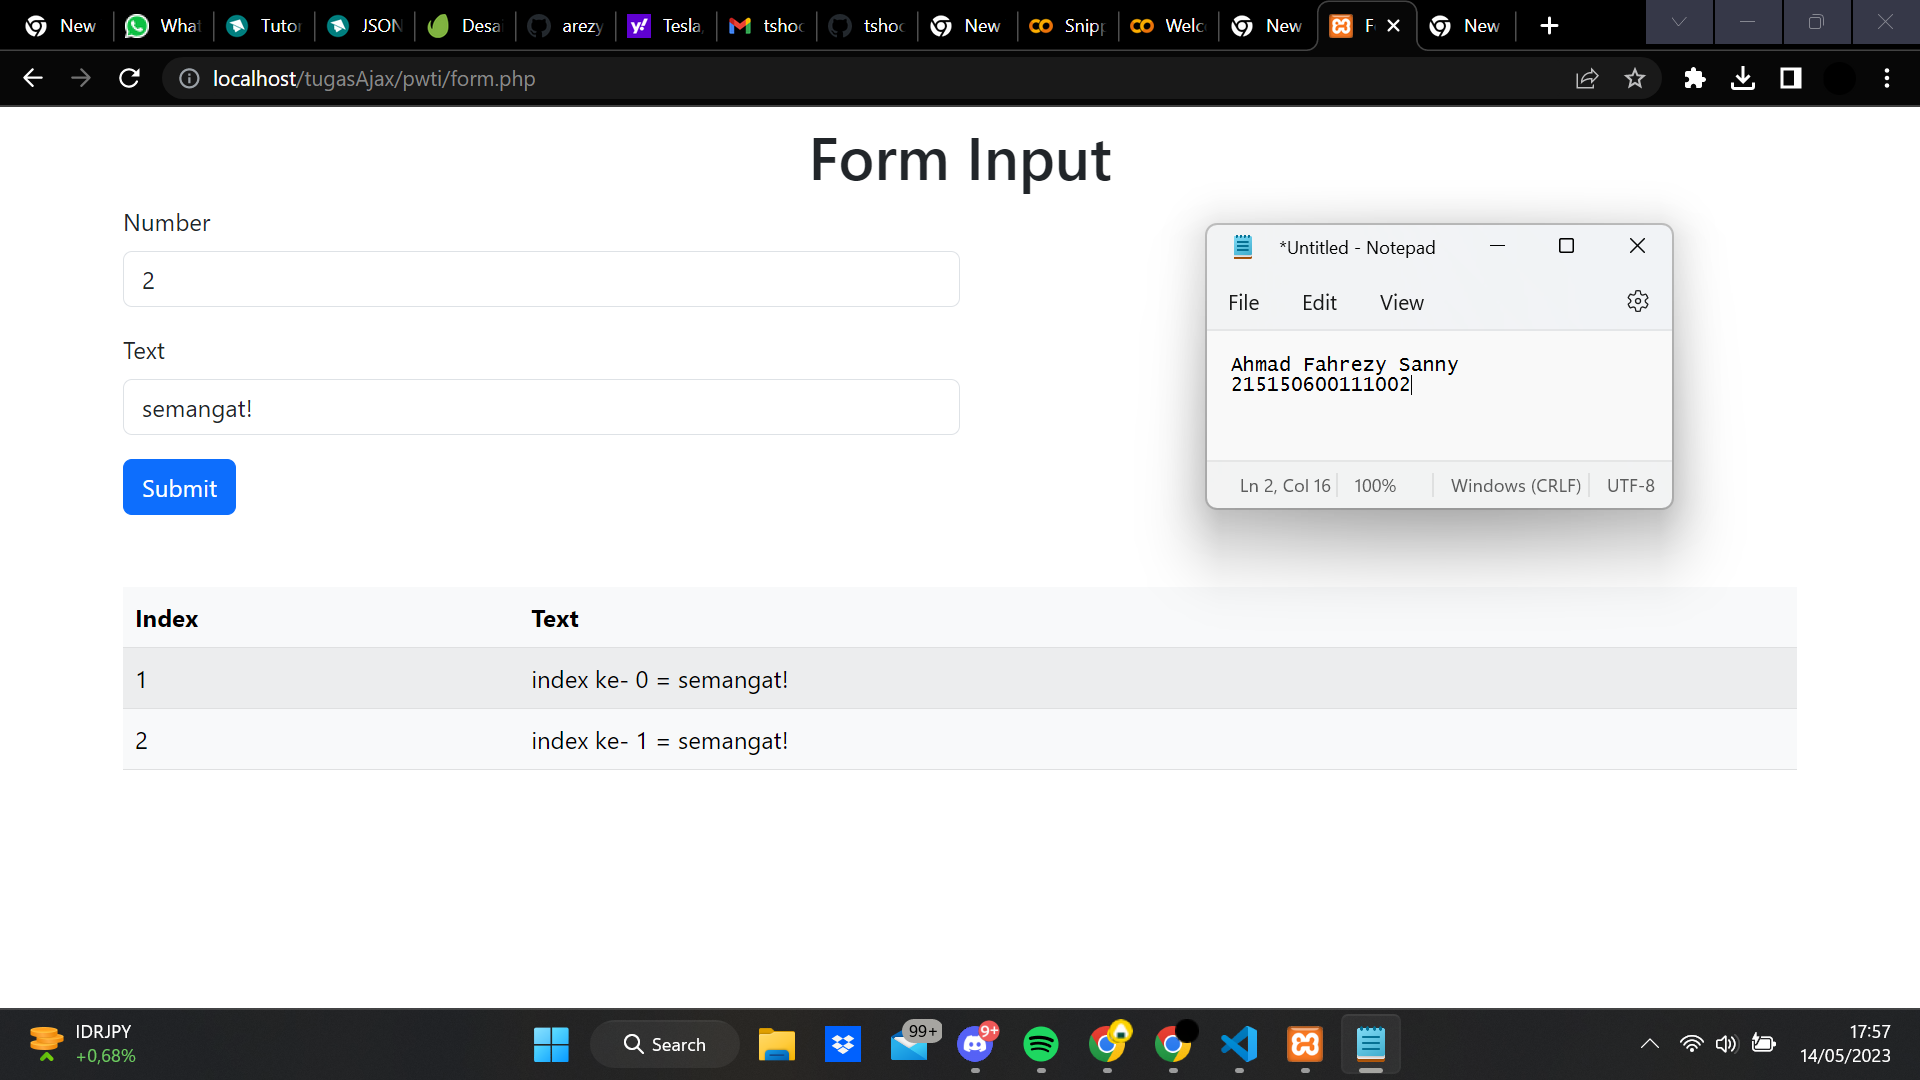 New
What
Tutor
JSON
Desa
arezy
Tesla,
tshoc
tshoc
New
Snipp
Welco
New
Fo
New
localhost/tugasAjax/pwti/form.php
Form Input
Number
2
Text
semangat!
Submit
*Untitled - Notepad
File Edit View
Ahmad Fahrezy Sanny
215150600111002
Ln 2, Col 16 100% Windows (CRLF) UTF-8
Index Text
1 index ke- 0 = semangat!
2 index ke- 1 = semangat!
IDRJPY
+0,68%
Search
99+
9+
17:57
14/05/2023